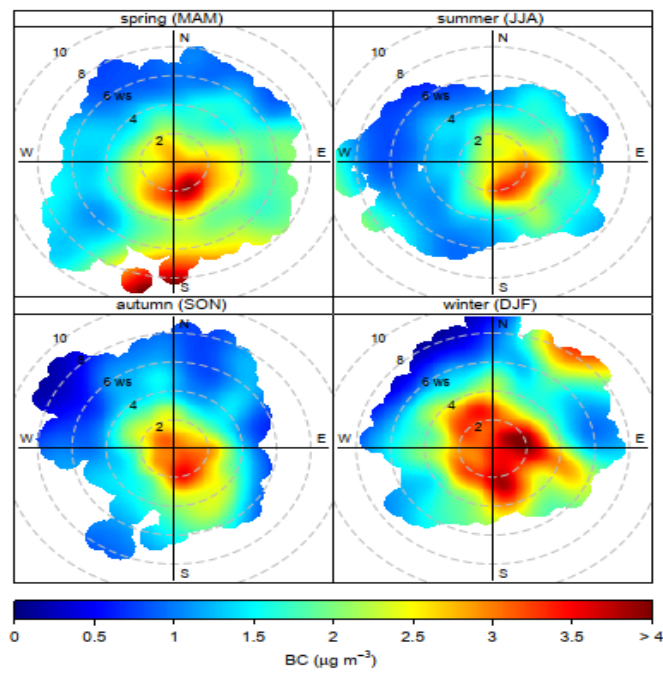 spring (MAM)
summer (JJA)
N
10
8
6 ws
4
2
W
E
S
N
10
8
6 ws
4
2
W
E
S
autumn (SON)
winter (DJF)
N
10
8
6 ws
4
2
W
E
S
N
10
8
6 ws
4
2
W
E
S
0 0.5 1 1.5 2 2.5 3 3.5 > 4
BC (μg m⁻³)